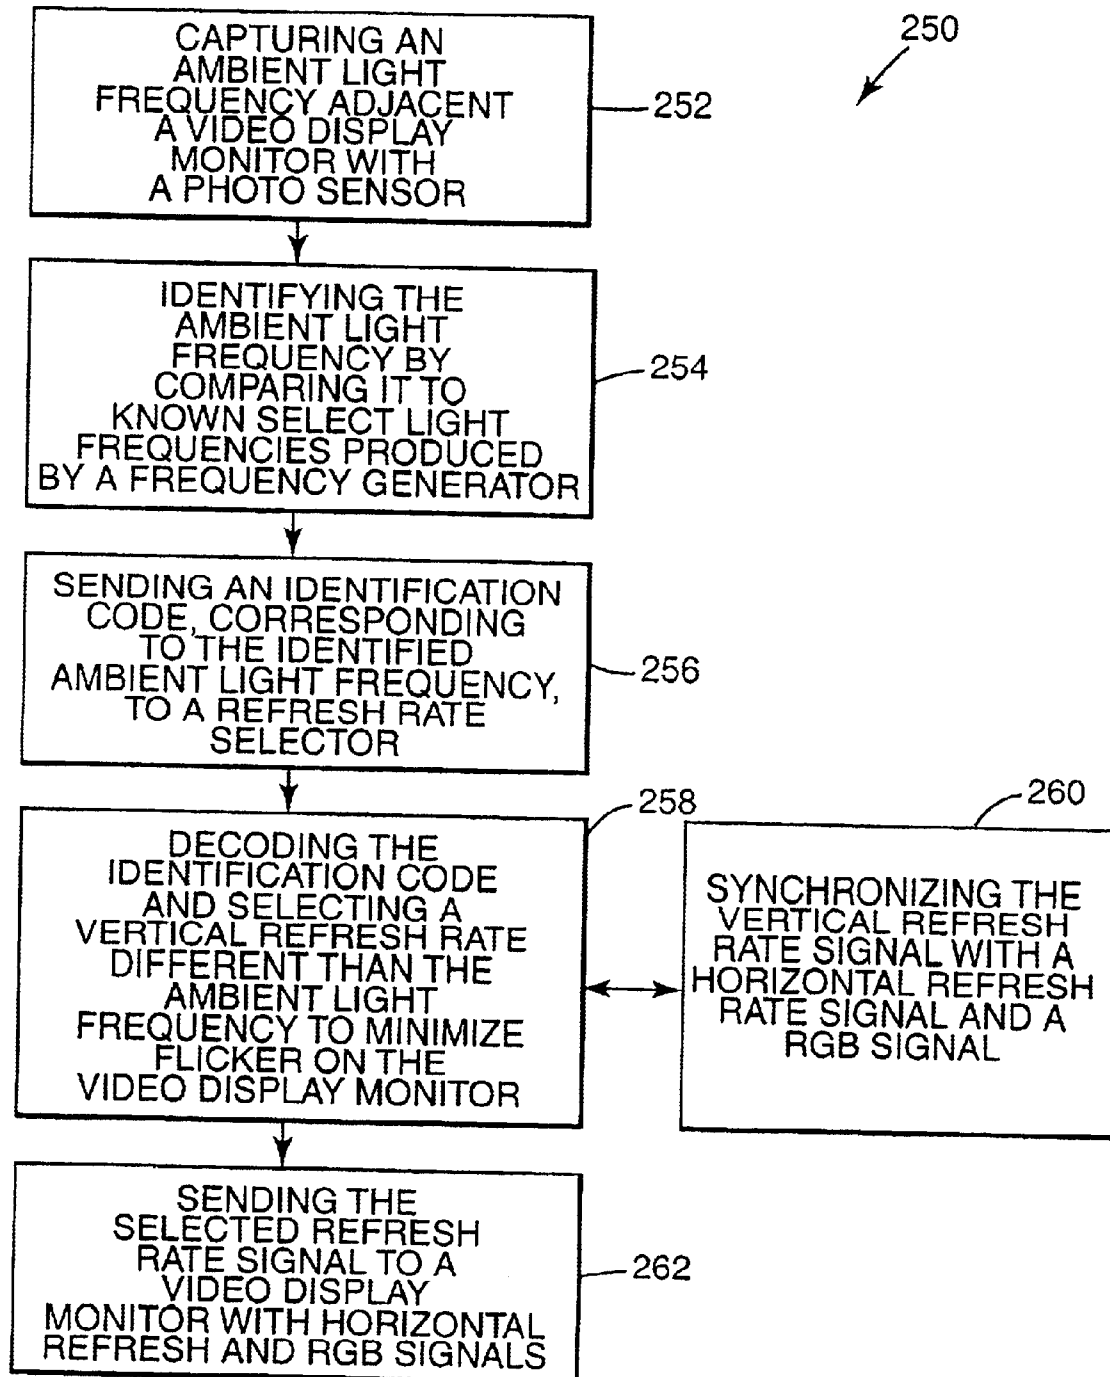 250
CAPTURING AN
AMBIENT LIGHT
FREQUENCY ADJACENT
A VIDEO DISPLAY
MONITOR WITH
A PHOTO SENSOR
252
IDENTIFYING THE
AMBIENT LIGHT
FREQUENCY BY
COMPARING IT TO
KNOWN SELECT LIGHT
FREQUENCIES PRODUCED
BY A FREQUENCY GENERATOR
254
SENDING AN IDENTIFICATION
CODE, CORRESPONDING
TO THE IDENTIFIED
AMBIENT LIGHT FREQUENCY,
TO A REFRESH RATE
SELECTOR
256
DECODING THE
IDENTIFICATION CODE
AND SELECTING A
VERTICAL REFRESH RATE
DIFFERENT THAN THE
AMBIENT LIGHT
FREQUENCY TO MINIMIZE
FLICKER ON THE
VIDEO DISPLAY MONITOR
258
SYNCHRONIZING THE
VERTICAL REFRESH
RATE SIGNAL WITH A
HORIZONTAL REFRESH
RATE SIGNAL AND A
RGB SIGNAL
260
SENDING THE
SELECTED REFRESH
RATE SIGNAL TO A
VIDEO DISPLAY
MONITOR WITH HORIZONTAL
REFRESH AND RGB SIGNALS
262